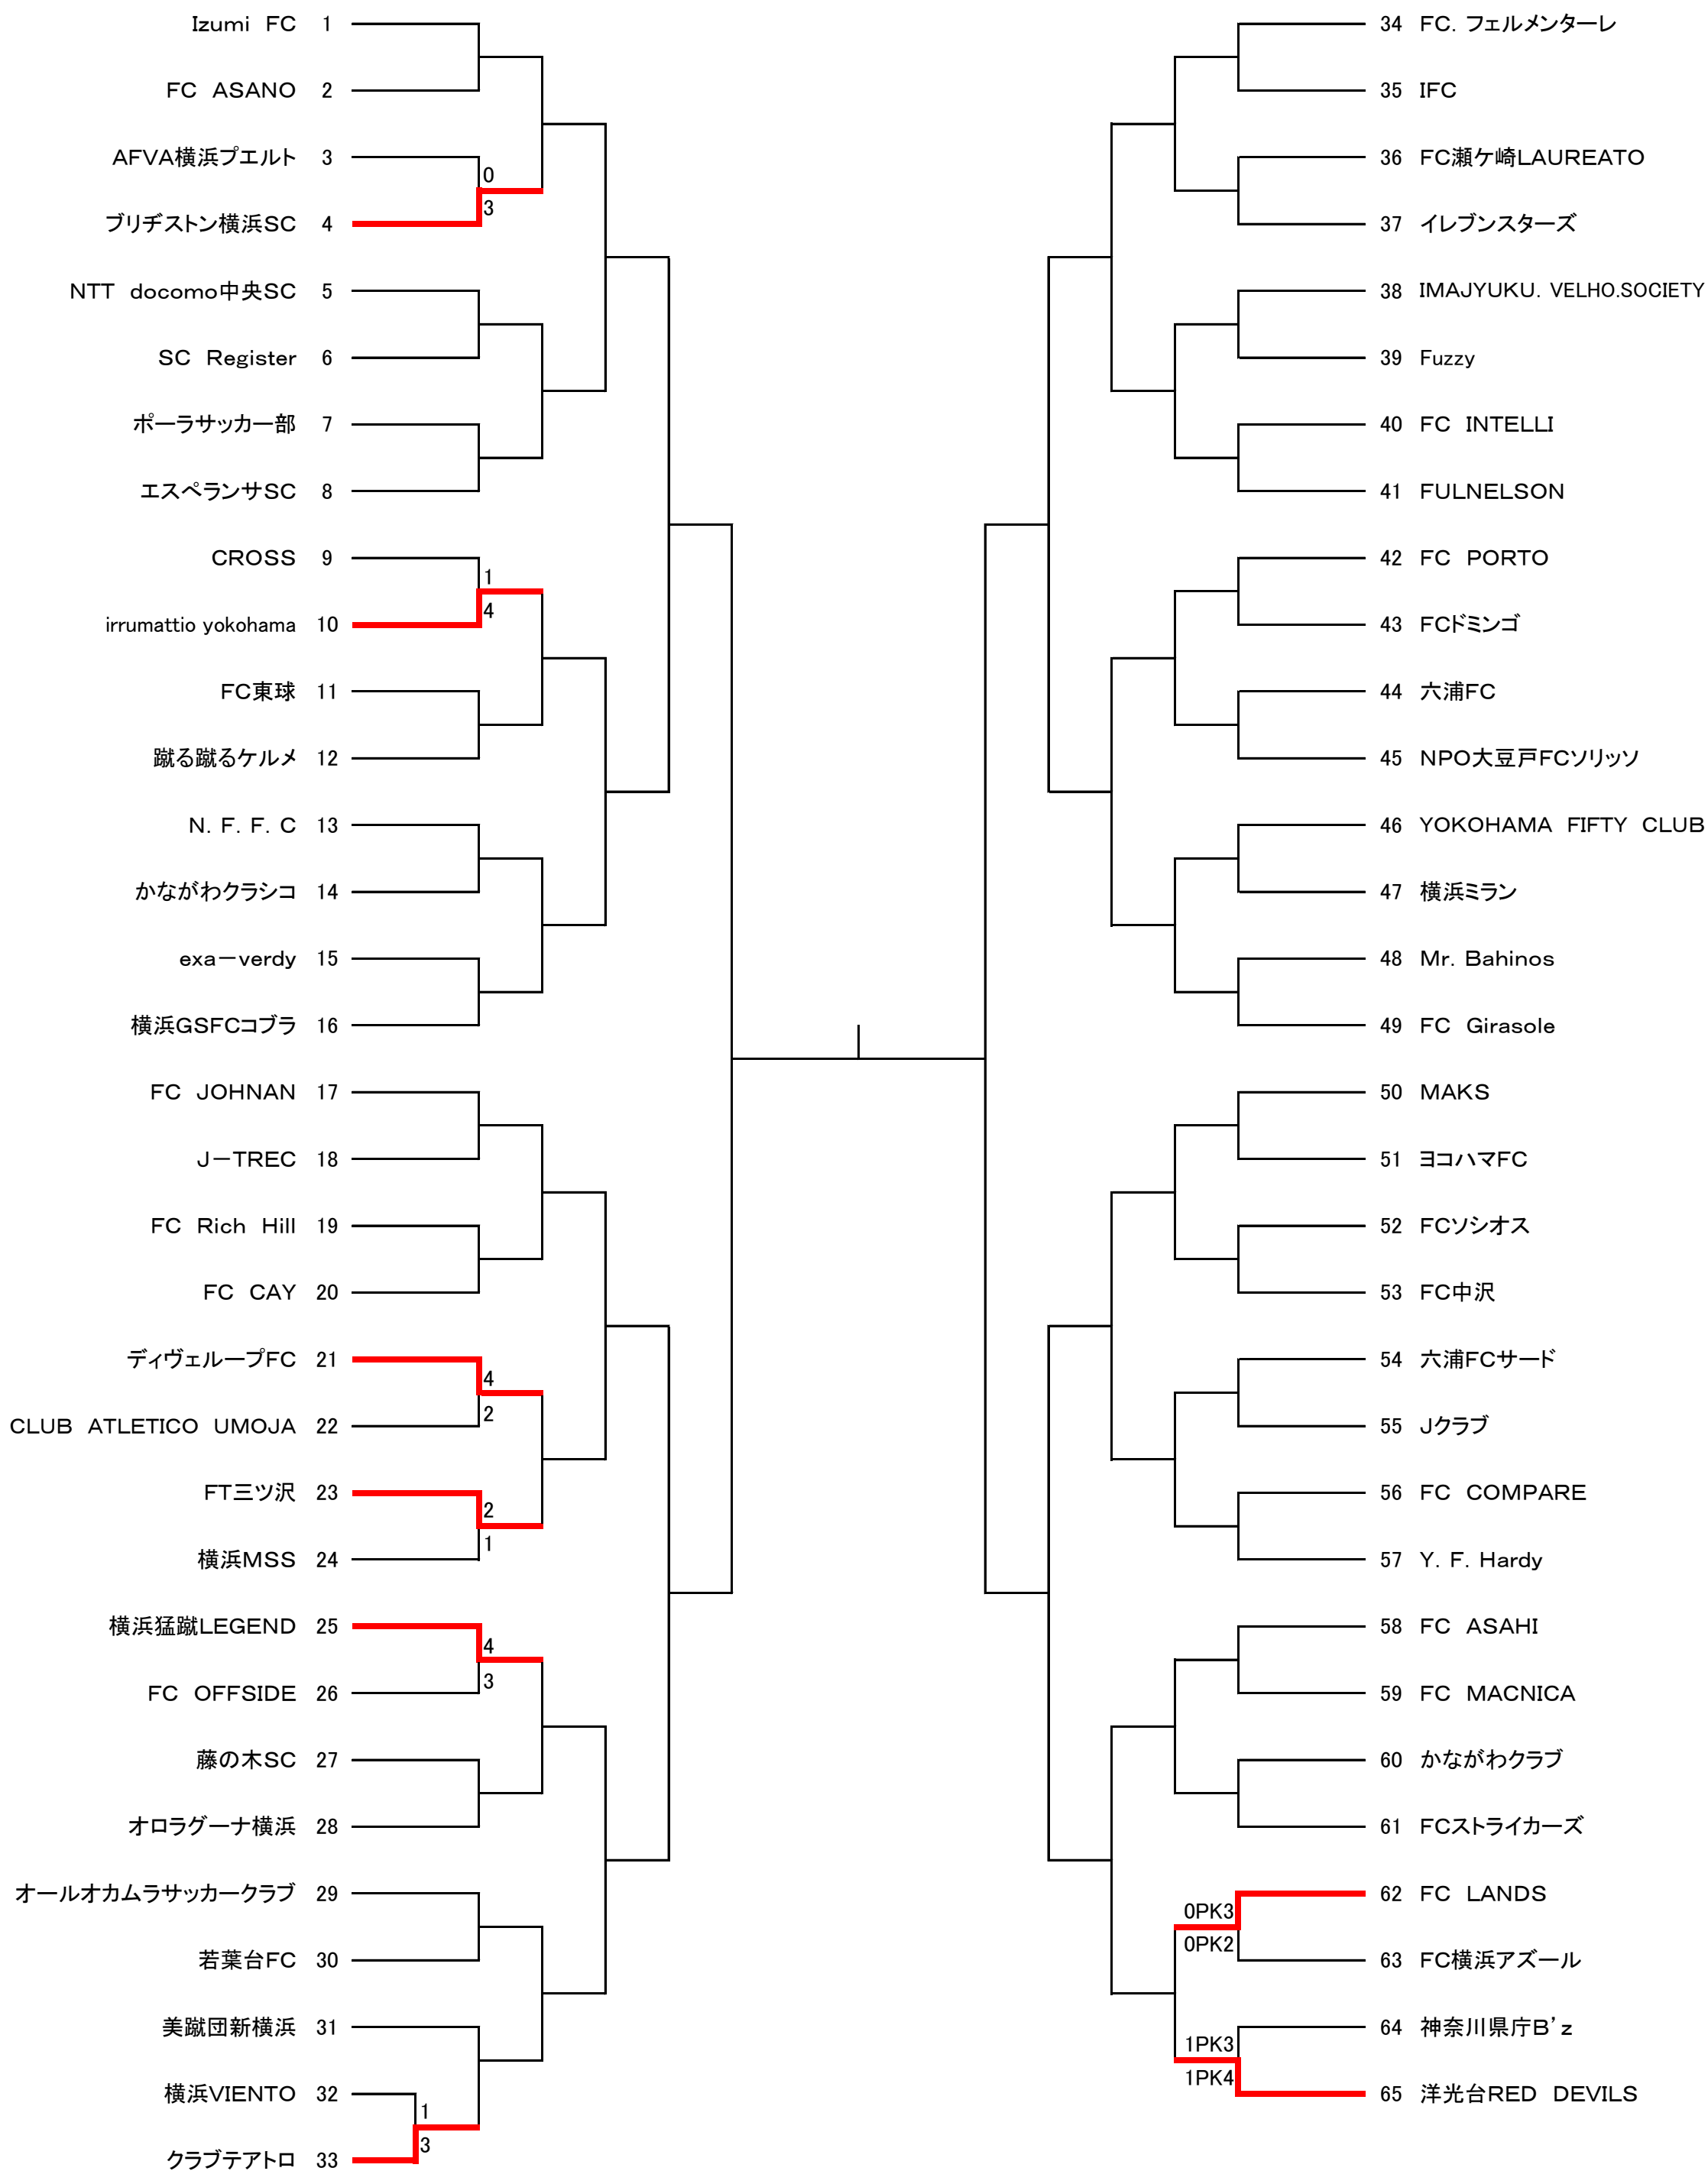 Izumi FC 1
FC ASANO 2
AFVA横浜プエルト 3
0
3
ブリヂストン横浜SC 4
NTT docomo中央SC 5
SC Register 6
ポーラサッカー部 7
エスペランサSC 8
CROSS 9
1
4
irrumattio yokohama 10
FC東球 11
蹴る蹴るケルメ 12
N. F. F. C 13
かながわクラシコ 14
exa－verdy 15
横浜GSFCコブラ 16
FC JOHNAN 17
J－TREC 18
FC Rich Hill 19
FC CAY 20
ディヴェループFC 21
4
2
CLUB ATLETICO UMOJA 22
FT三ツ沢 23
2
1
横浜MSS 24
横浜猛蹴LEGEND 25
4
3
FC OFFSIDE 26
藤の木SC 27
オロラグーナ横浜 28
オールオカムラサッカークラブ 29
若葉台FC 30
美蹴団新横浜 31
横浜VIENTO 32
1
3
クラブテアトロ 33
34 FC. フェルメンターレ
35 IFC
36 FC瀬ケ崎LAUREATO
37 イレブンスターズ
38 IMAJYUKU. VELHO.SOCIETY
39 Fuzzy
40 FC INTELLI
41 FULNELSON
42 FC PORTO
43 FCドミンゴ
44 六浦FC
45 NPO大豆戸FCソリッソ
46 YOKOHAMA FIFTY CLUB
47 横浜ミラン
48 Mr. Bahinos
49 FC Girasole
50 MAKS
51 ヨコハマFC
52 FCソシオス
53 FC中沢
54 六浦FCサード
55 Jクラブ
56 FC COMPARE
57 Y. F. Hardy
58 FC ASAHI
59 FC MACNICA
60 かながわクラブ
61 FCストライカーズ
62 FC LANDS
0PK3
0PK2
63 FC横浜アズール
64 神奈川県庁B’z
1PK3
1PK4
65 洋光台RED DEVILS